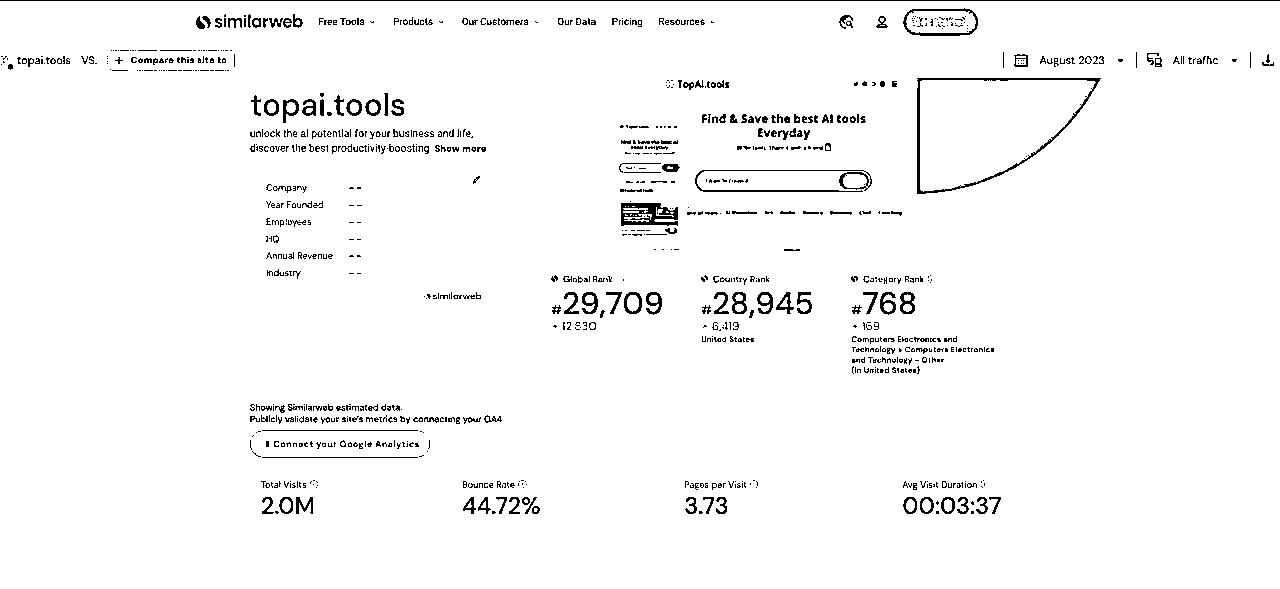 similarweb Free Tools Products Our Customers Our Data Pricing Resources
topai.tools VS. + Compare this site to August 2023 All traffic
topai.tools
unlock the ai potential for your business and life,
discover the best productivity-boosting Show more
Company --
Year Founded --
Employees --
HQ --
Annual Revenue --
Industry --
similarweb
TopAI.tools
Find & Save the best AI tools
Everyday
Global Rank
#29,709
Country Rank
#28,945
6,419
United States
Category Rank
#768
169
Computers Electronics and
Technology > Computers Electronics
and Technology - Other
(In United States)
Showing Similarweb estimated data.
Publicly validate your site's metrics by connecting your GA4
Connect your Google Analytics
Total Visits
2.0M
Bounce Rate
44.72%
Pages per Visit
3.73
Avg Visit Duration
00:03:37